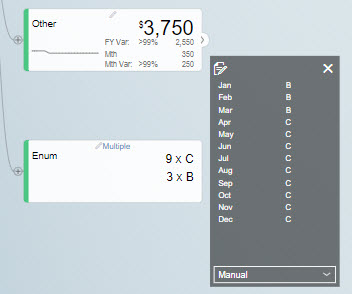 Other
$3,750
FY Var: >99% 2,550
Mth 350
Mth Var: >99% 250
Jan B
Feb B
Mar B
Apr C
May C
Jun C
Jul C
Aug C
Sep C
Oct C
Nov C
Dec C
Manual
Multiple
Enum
9 x C
3 x B